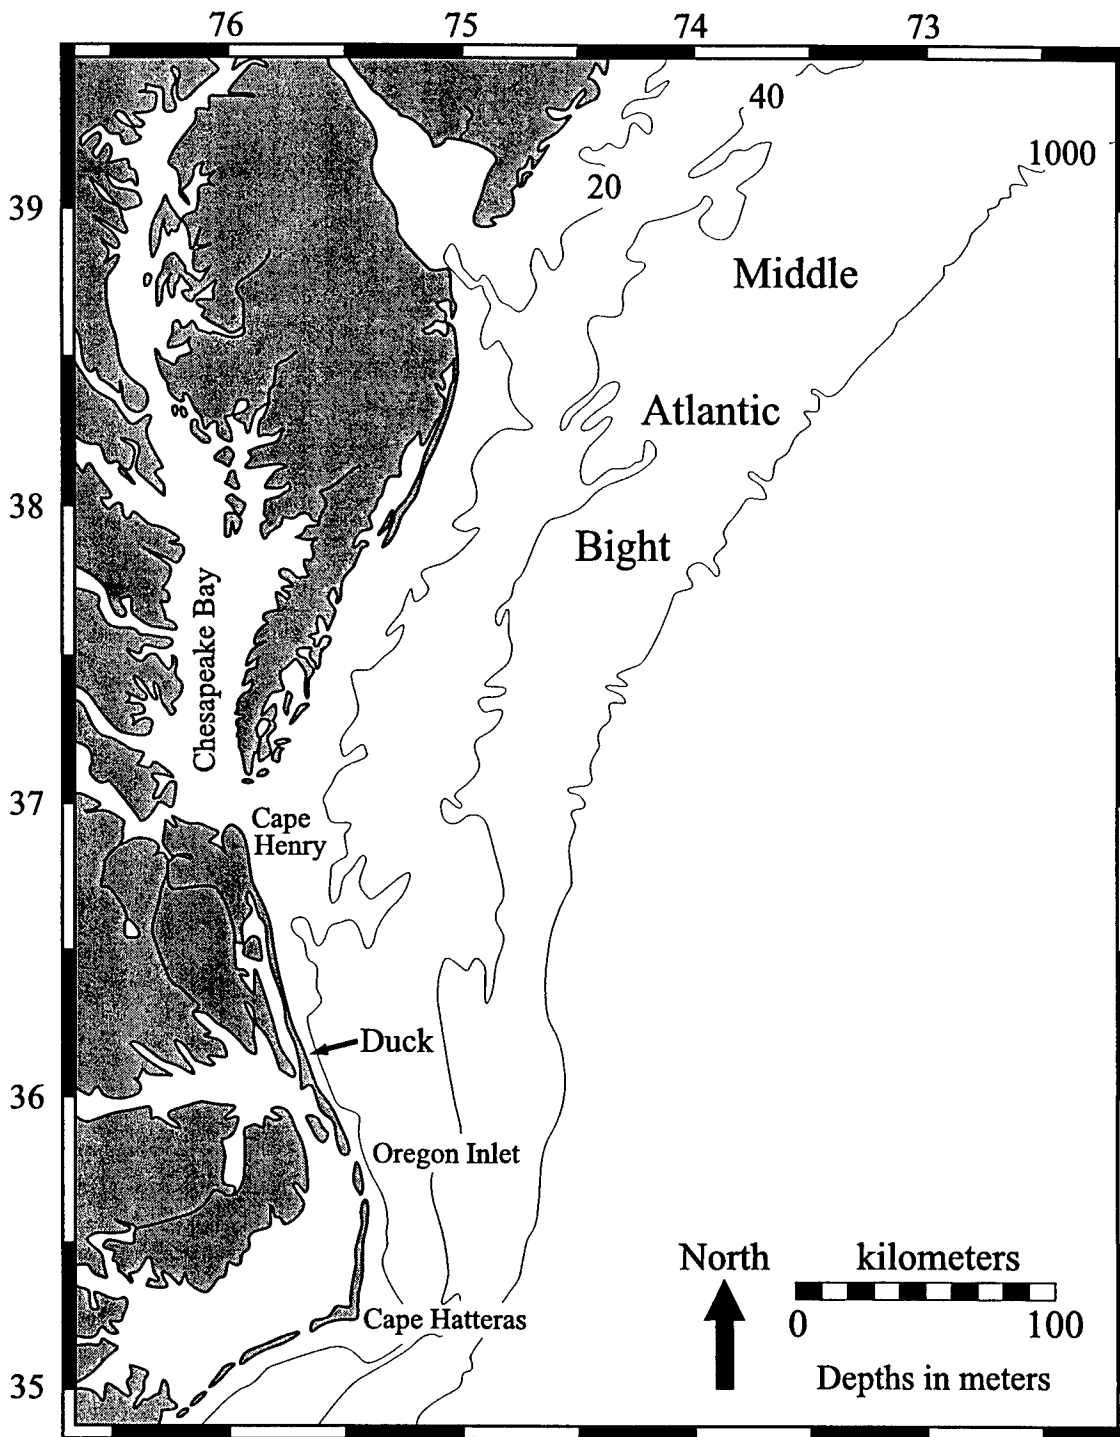 76 75 74 73
40
1000
20
39
Middle
Atlantic
38
Bight
Chesapeake Bay
37
Cape
Henry
Duck
36
Oregon Inlet
North
kilometers
0 100
Cape Hatteras
Depths in meters
35